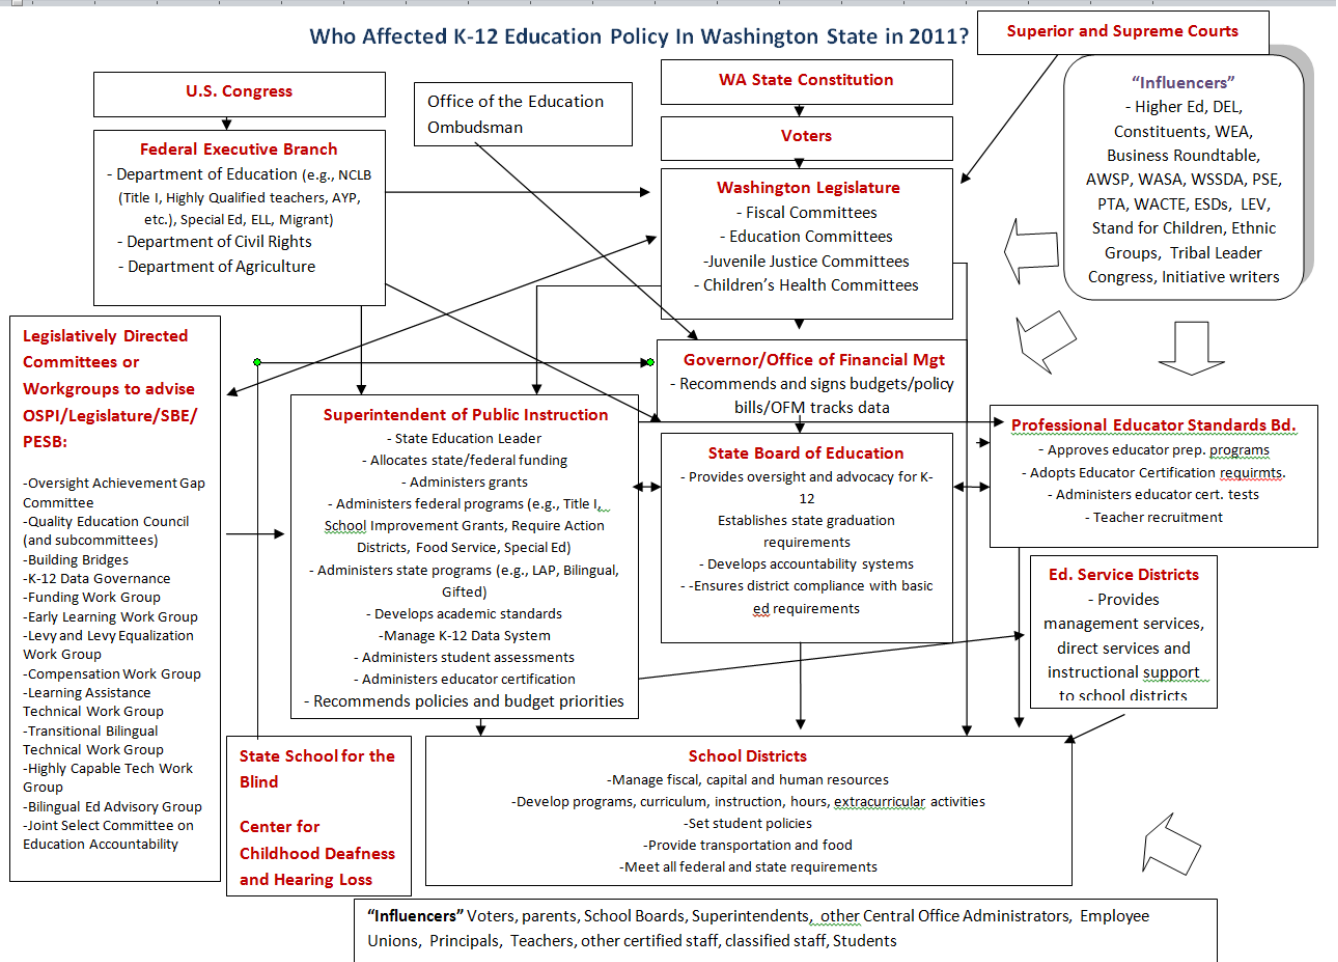 Who Affected K-12 Education Policy In Washington State in 2011?
Superior and Supreme Courts
U.S. Congress
Federal Executive Branch
- Department of Education (e.g., NCLB
(Title I, Highly Qualified teachers, AYP,
etc.), Special Ed, ELL, Migrant)
- Department of Civil Rights
- Department of Agriculture
Office of the Education
Ombudsman
WA State Constitution
Voters
Washington Legislature
- Fiscal Committees
- Education Committees
-Juvenile Justice Committees
- Children’s Health Committees
“Influencers”
- Higher Ed, DEL,
Constituents, WEA,
Business Roundtable,
AWSP, WASA, WSSDA, PSE,
PTA, WACTE, ESDs, LEV,
Stand for Children, Ethnic
Groups, Tribal Leader
Congress, Initiative writers
Legislatively Directed
Committees or
Workgroups to advise
OSPI/Legislature/SBE/
PESB:
-Oversight Achievement Gap
Committee
-Quality Education Council
(and subcommittees)
-Building Bridges
-K-12 Data Governance
-Funding Work Group
-Early Learning Work Group
-Levy and Levy Equalization
Work Group
-Compensation Work Group
-Learning Assistance
Technical Work Group
-Transitional Bilingual
Technical Work Group
-Highly Capable Tech Work
Group
-Bilingual Ed Advisory Group
-Joint Select Committee on
Education Accountability
Governor/Office of Financial Mgt
- Recommends and signs budgets/policy
bills/OFM tracks data
Superintendent of Public Instruction
- State Education Leader
- Allocates state/federal funding
- Administers grants
- Administers federal programs (e.g., Title I,
School Improvement Grants, Require Action
Districts, Food Service, Special Ed)
- Administers state programs (e.g., LAP, Bilingual,
Gifted)
- Develops academic standards
-Manage K-12 Data System
- Administers student assessments
- Administers educator certification
- Recommends policies and budget priorities
State Board of Education
- Provides oversight and advocacy for K-
12
Establishes state graduation
requirements
- Develops accountability systems
- -Ensures district compliance with basic
ed requirements
Professional Educator Standards Bd.
- Approves educator prep. programs
- Adopts Educator Certification requirmts.
- Administers educator cert. tests
- Teacher recruitment
Ed. Service Districts
- Provides
management services,
direct services and
instructional support
to school districts
State School for the
Blind
Center for
Childhood Deafness
and Hearing Loss
School Districts
-Manage fiscal, capital and human resources
-Develop programs, curriculum, instruction, hours, extracurricular activities
-Set student policies
-Provide transportation and food
-Meet all federal and state requirements
“Influencers” Voters, parents, School Boards, Superintendents, other Central Office Administrators, Employee
Unions, Principals, Teachers, other certified staff, classified staff, Students